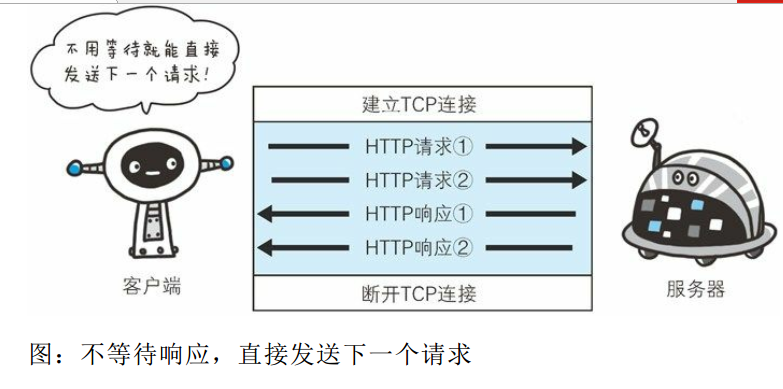 不用等待就能直接
发送下一个请求！
建立TCP连接
HTTP请求①
HTTP请求②
HTTP响应①
HTTP响应②
断开TCP连接
客户端
服务器
图：不等待响应，直接发送下一个请求